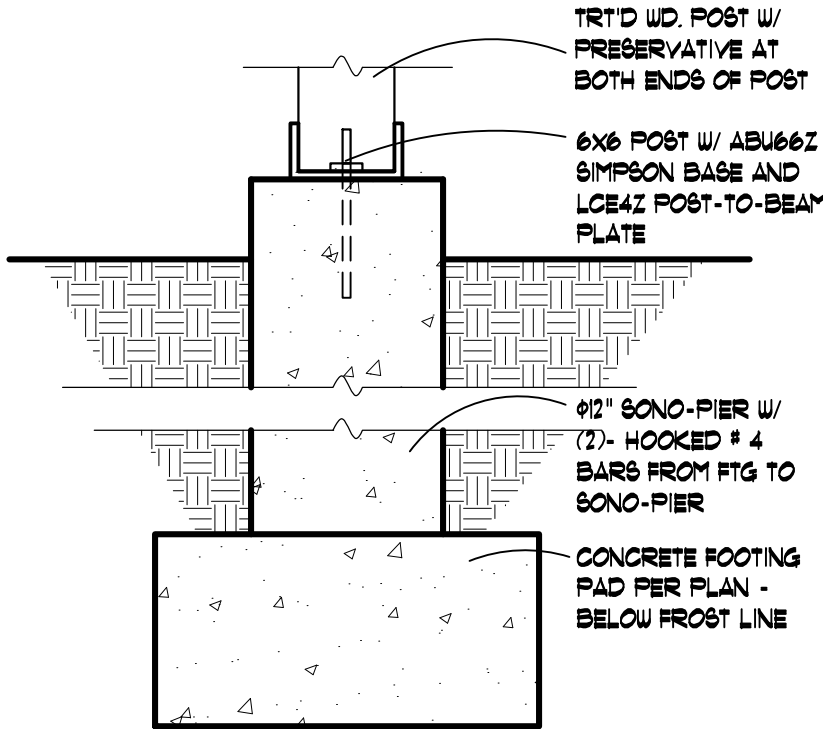 TRT'D WD. POST W/
PRESERVATIVE AT
BOTH ENDS OF POST
6X6 POST W/ ABU66Z
SIMPSON BASE AND
LCE4Z POST-TO-BEAM
PLATE
φ12" SONO-PIER W/
(2)- HOOKED # 4
BARS FROM FTG TO
SONO-PIER
CONCRETE FOOTING
PAD PER PLAN -
BELOW FROST LINE